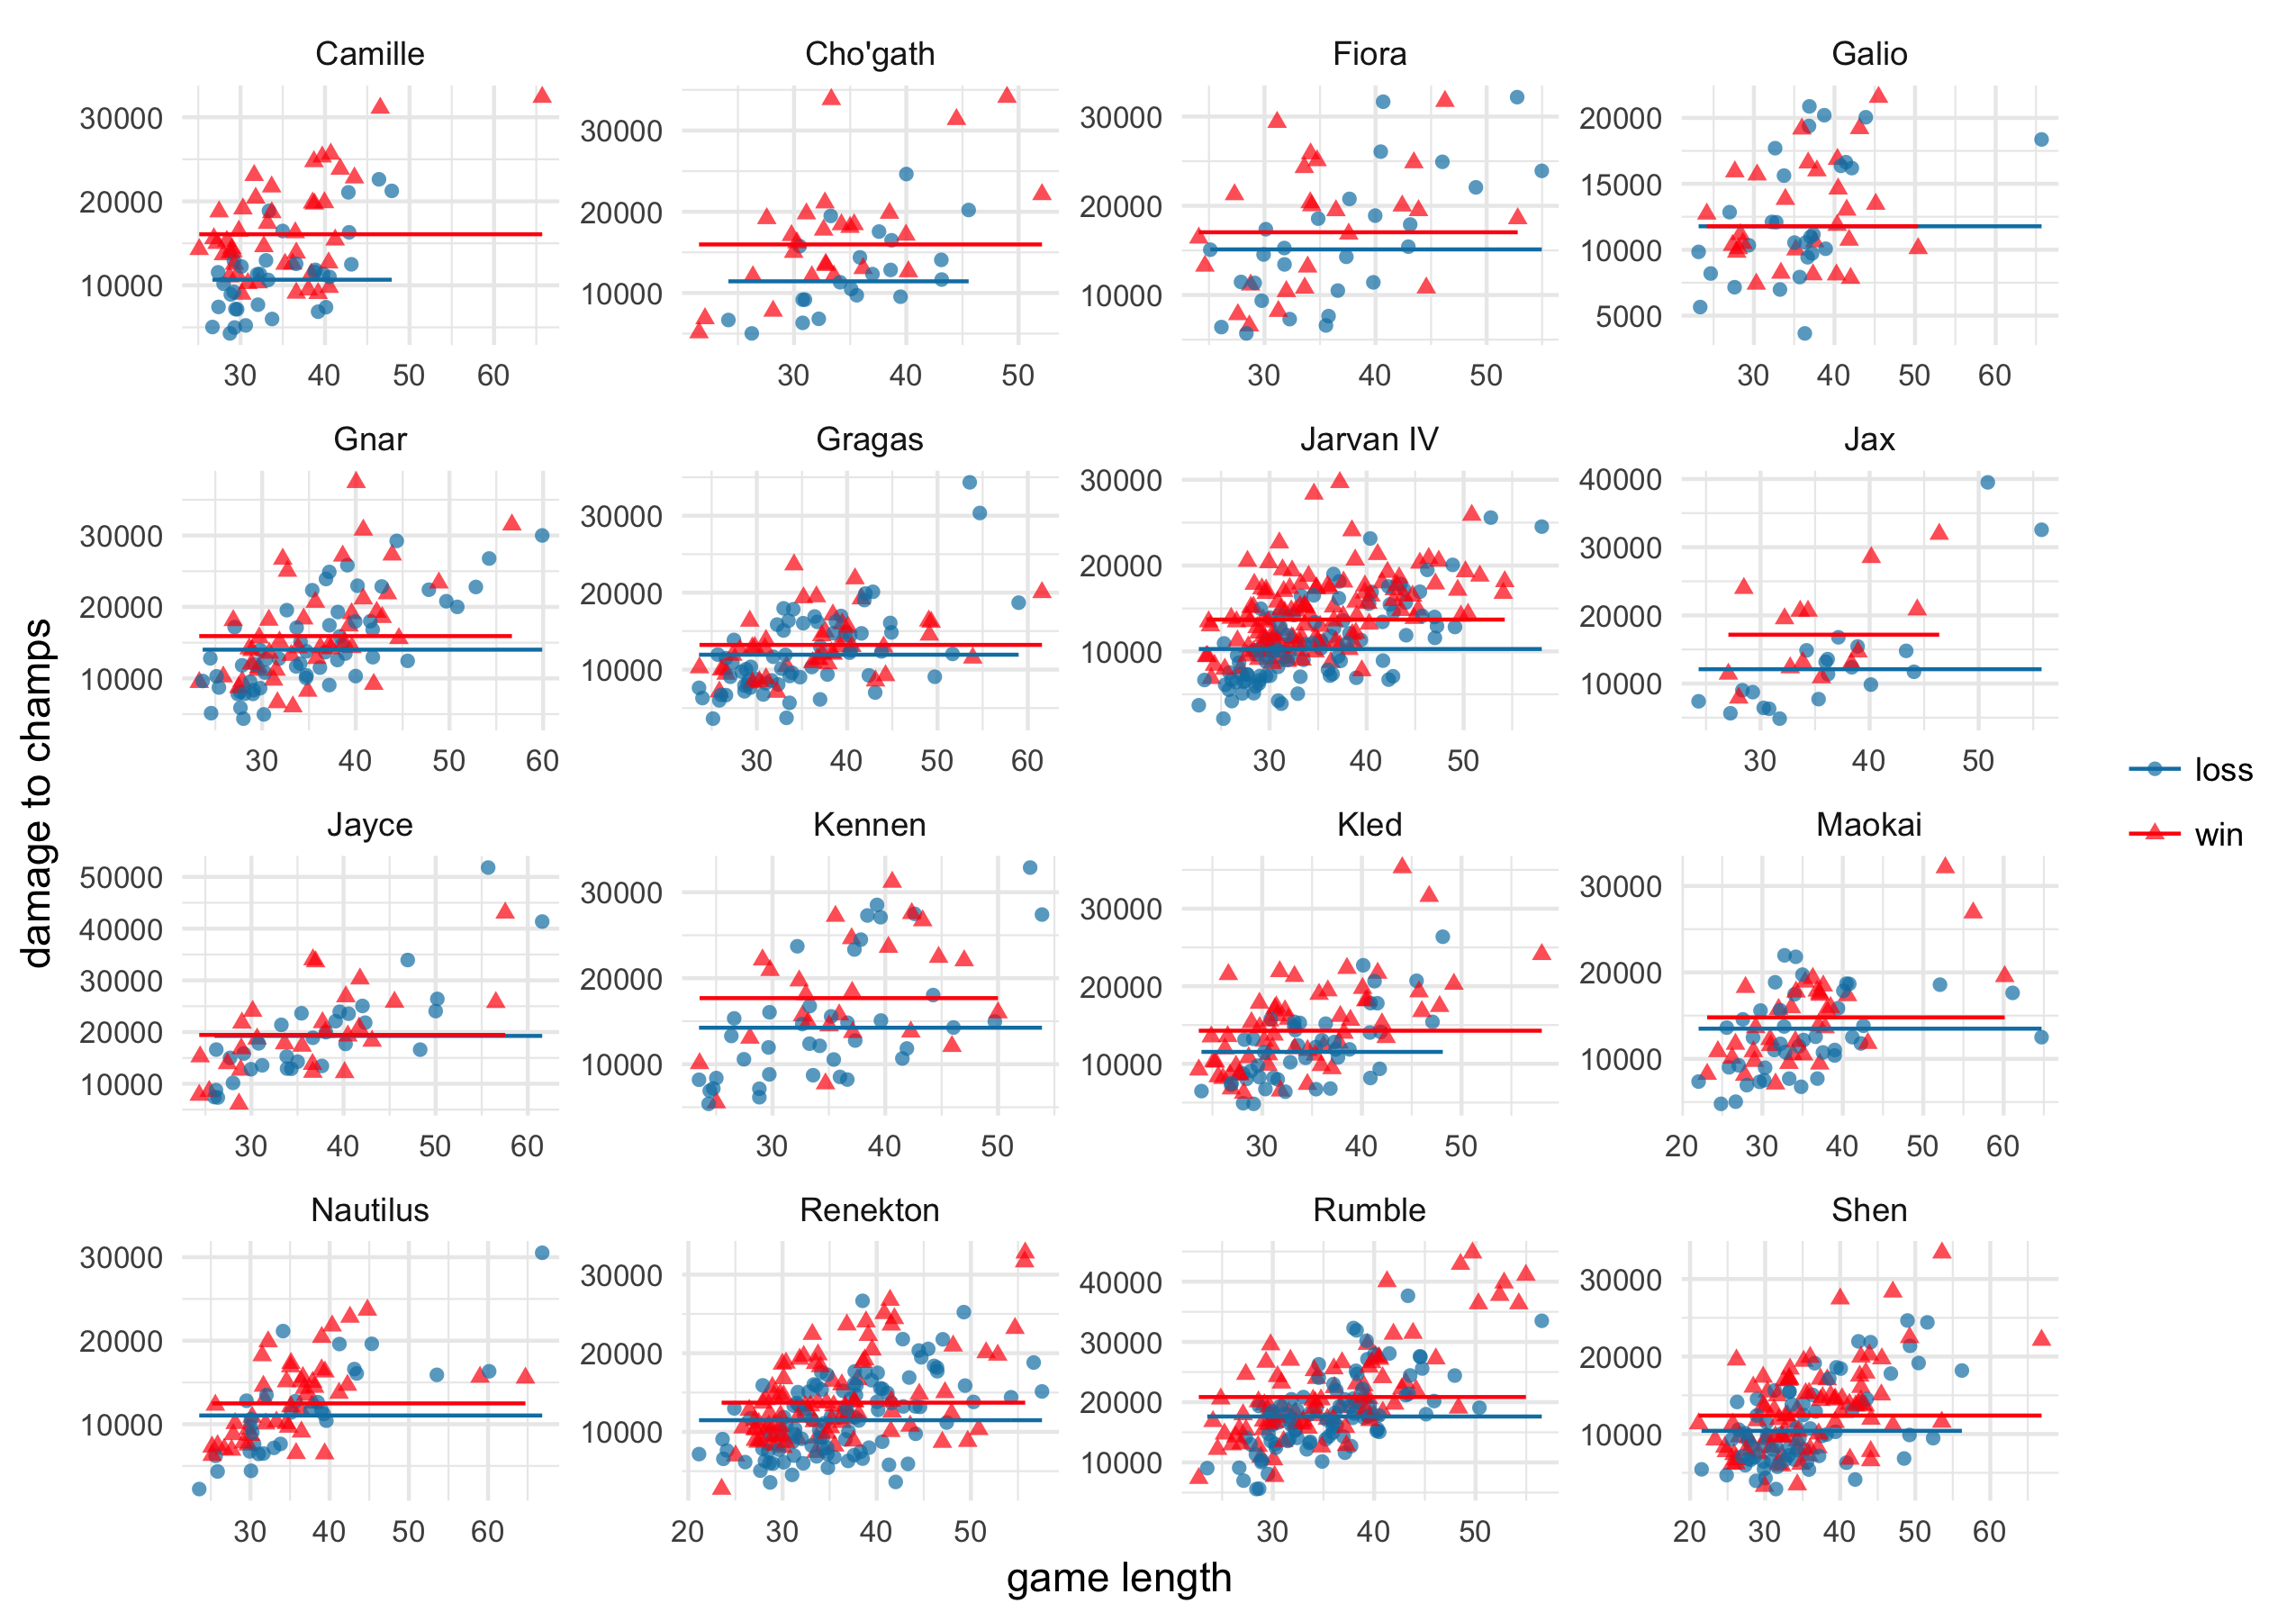 Camille Cho'gath Fiora Galio
30000 20000 10000
30000 20000 10000
30000 20000 10000
20000 15000 10000 5000
30 40 50 60
30 40 50
30 40 50
30 40 50 60
Gnar Gragas Jarvan IV Jax
30000 20000 10000
30000 20000 10000
30000 20000 10000
40000 30000 20000 10000
30 40 50 60
30 40 50 60
30 40 50
30 40 50
Jayce Kennen Kled Maokai
50000 40000 30000 20000 10000
30000 20000 10000
30000 20000 10000
30000 20000 10000
30 40 50 60
30 40 50
30 40 50
20 30 40 50 60
Nautilus Renekton Rumble Shen
30000 20000 10000
30000 20000 10000
40000 30000 20000 10000
30000 20000 10000
30 40 50 60
20 30 40 50
30 40 50
20 30 40 50 60
game length
damage to champs
loss
win